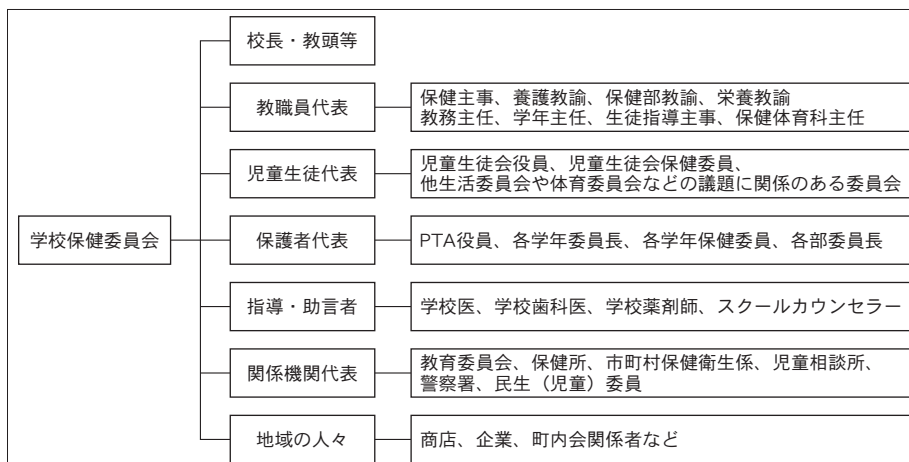 校長・教頭等
教職員代表
保健主事、養護教諭、保健部教諭、栄養教諭
教務主任、学年主任、生徒指導主事、保健体育科主任
児童生徒代表
児童生徒会役員、児童生徒会保健委員、
他生活委員会や体育委員会などの議題に関係のある委員会
学校保健委員会
保護者代表
PTA役員、各学年委員長、各学年保健委員、各部委員長
指導・助言者
学校医、学校歯科医、学校薬剤師、スクールカウンセラー
関係機関代表
教育委員会、保健所、市町村保健衛生係、児童相談所、
警察署、民生（児童）委員
地域の人々
商店、企業、町内会関係者など